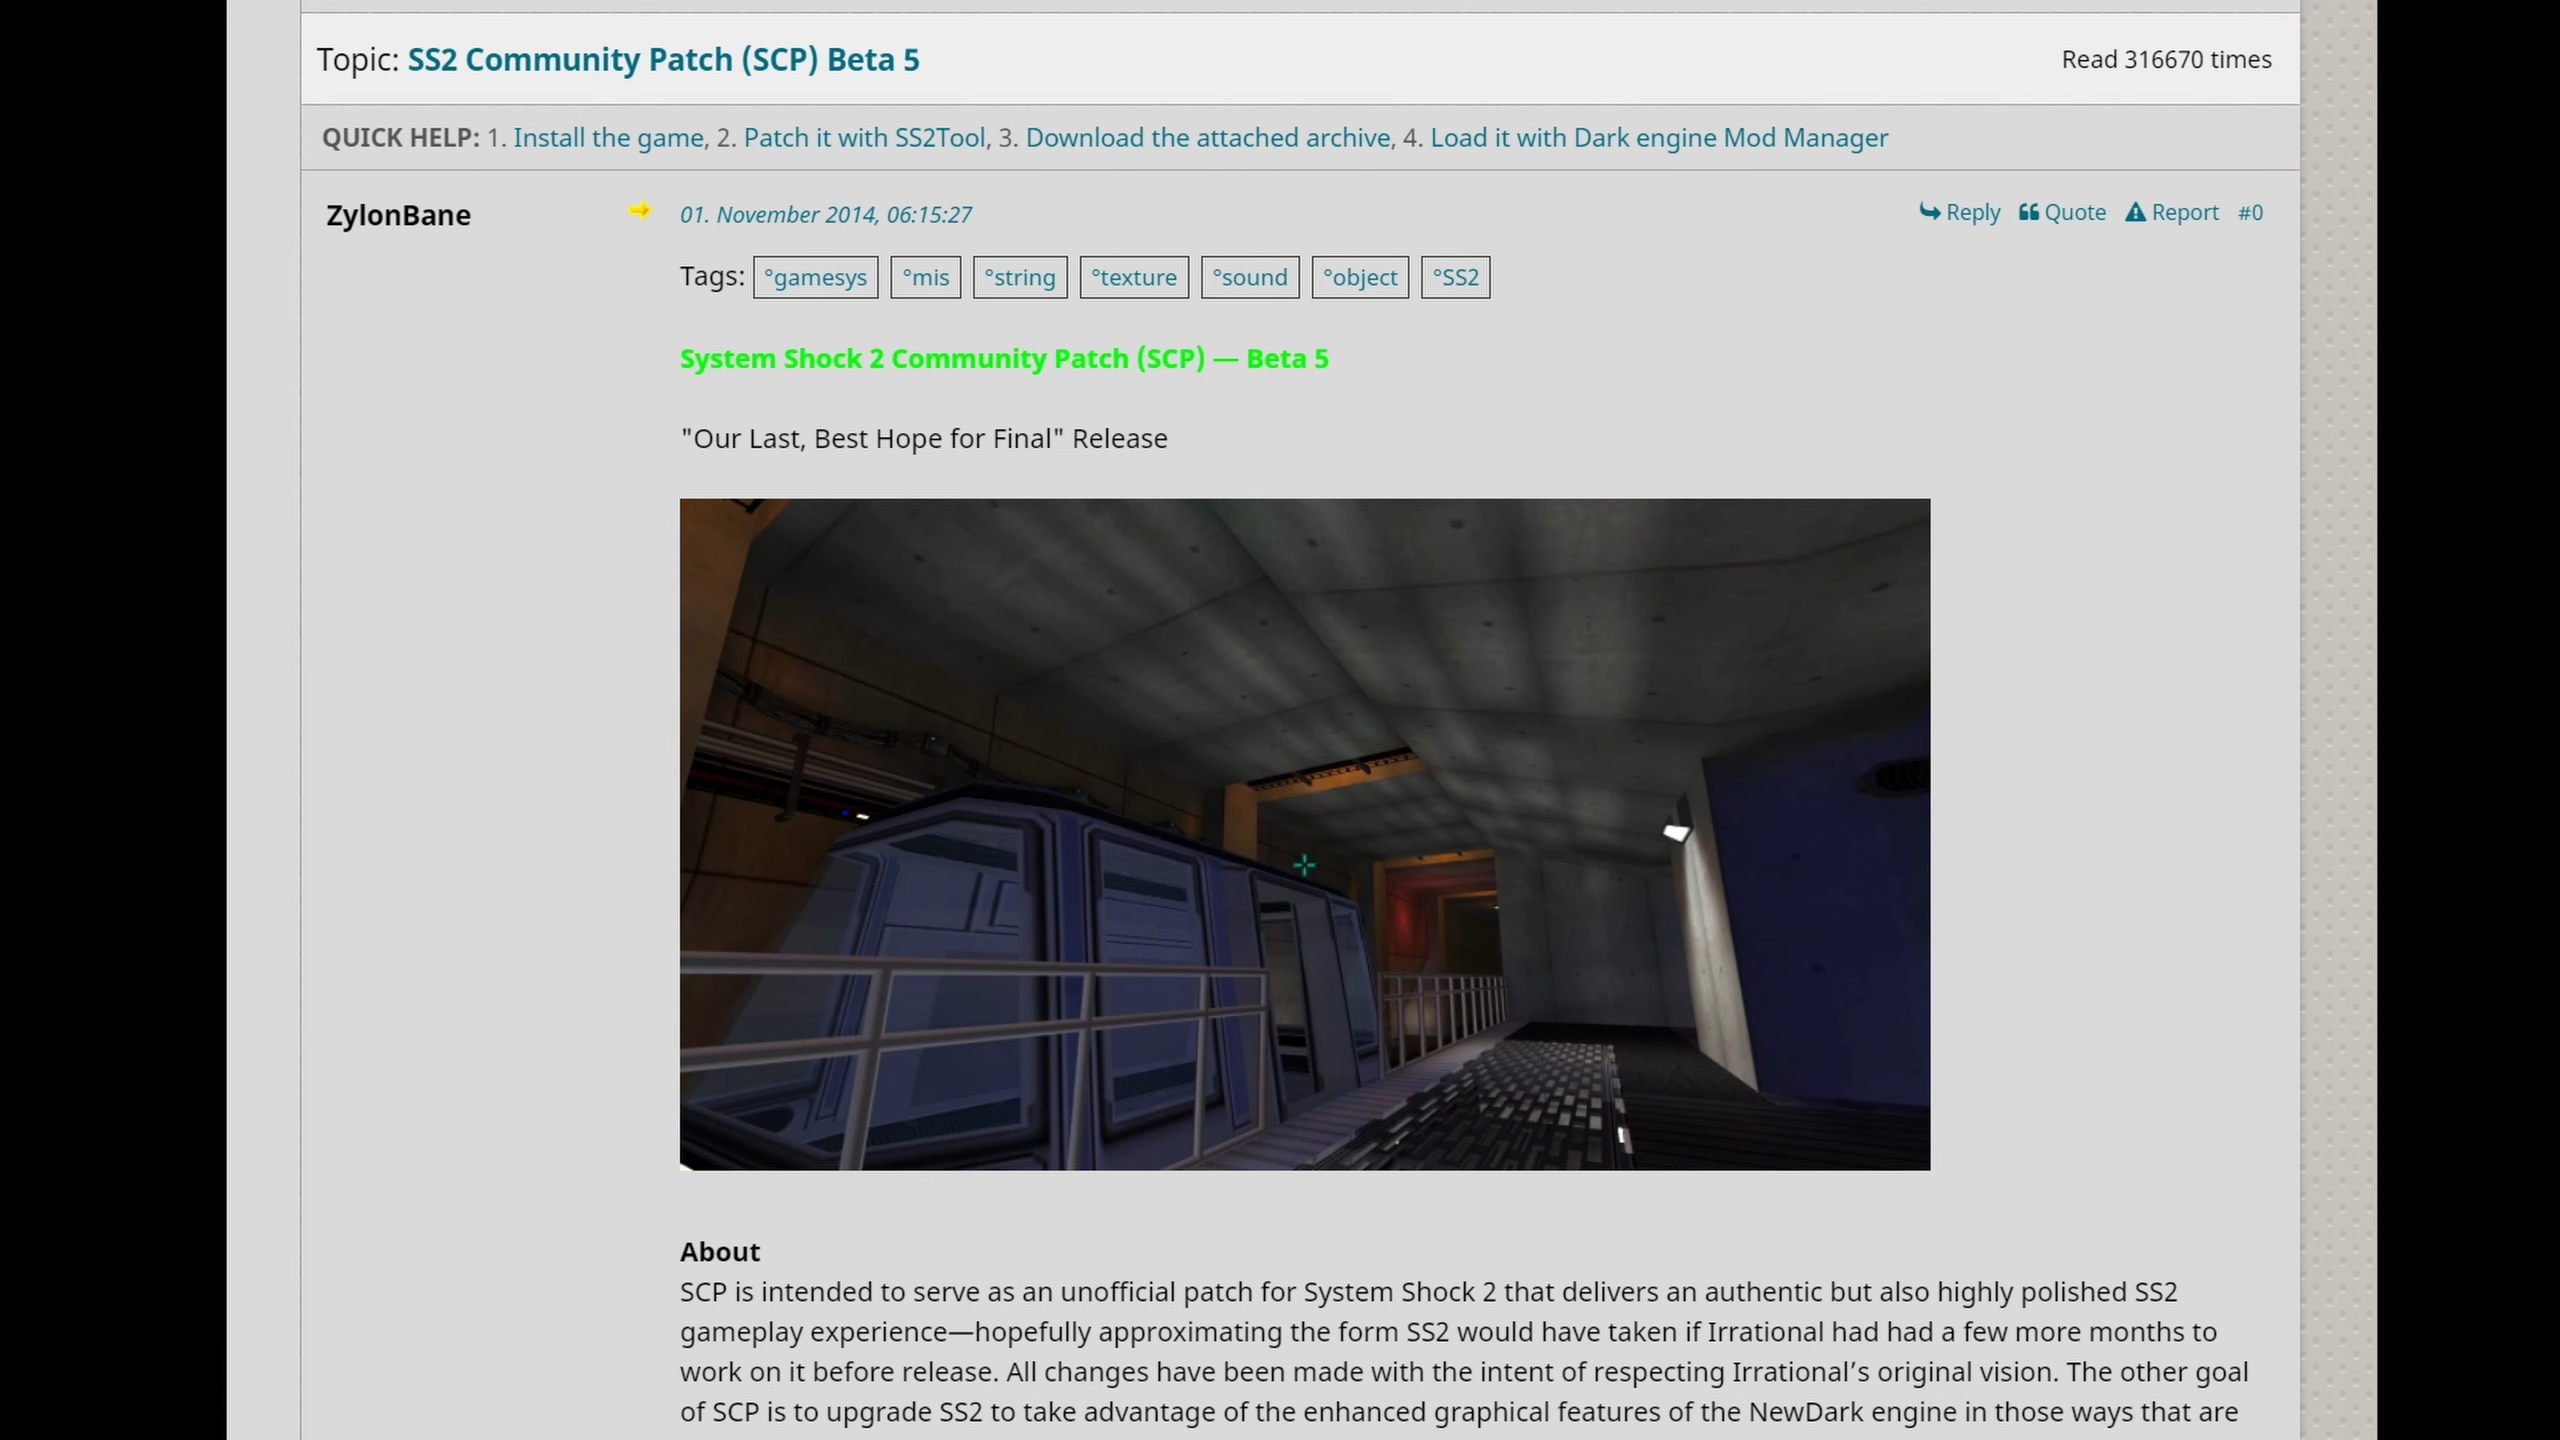 Topic: SS2 Community Patch (SCP) Beta 5
Read 316670 times
QUICK HELP: 1. Install the game, 2. Patch it with SS2Tool, 3. Download the attached archive, 4. Load it with Dark engine Mod Manager
ZylonBane
01. November 2014, 06:15:27
Reply Quote Report #0
Tags: °gamesys °mis °string °texture °sound °object °SS2
System Shock 2 Community Patch (SCP) — Beta 5
"Our Last, Best Hope for Final" Release
About
SCP is intended to serve as an unofficial patch for System Shock 2 that delivers an authentic but also highly polished SS2
gameplay experience—hopefully approximating the form SS2 would have taken if Irrational had had a few more months to
work on it before release. All changes have been made with the intent of respecting Irrational’s original vision. The other goal
of SCP is to upgrade SS2 to take advantage of the enhanced graphical features of the NewDark engine in those ways that are